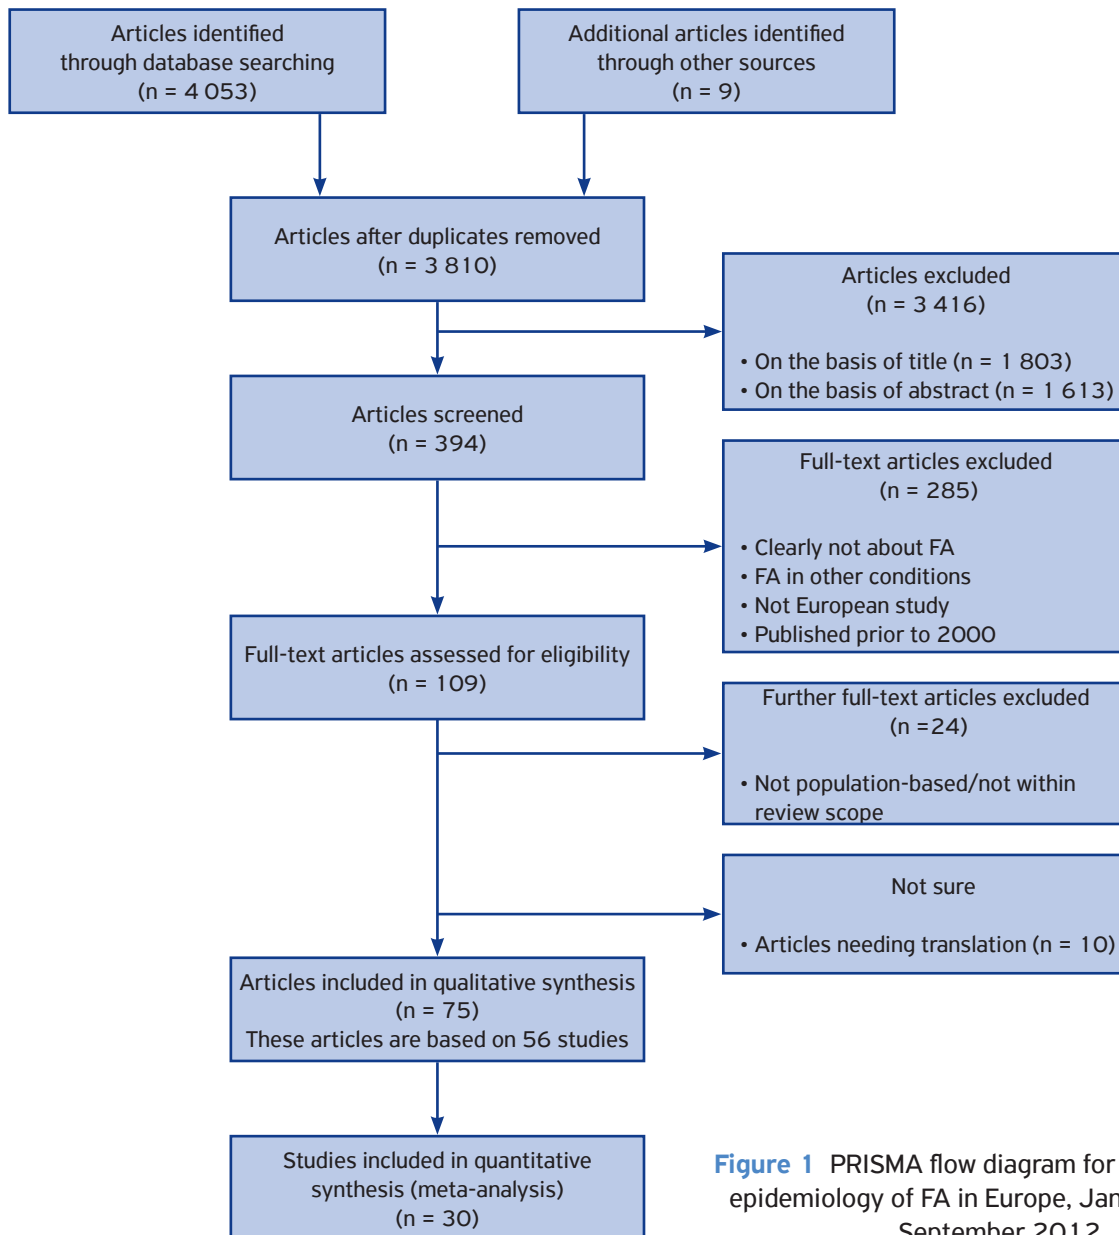 Articles identified
through database searching
(n = 4 053)
Additional articles identified
through other sources
(n = 9)
Articles after duplicates removed
(n = 3 810)
Articles excluded
(n = 3 416)
• On the basis of title (n = 1 803)
• On the basis of abstract (n = 1 613)
Articles screened
(n = 394)
Full-text articles excluded
(n = 285)
• Clearly not about FA
• FA in other conditions
• Not European study
• Published prior to 2000
Full-text articles assessed for eligibility
(n = 109)
Further full-text articles excluded
(n =24)
• Not population-based/not within
review scope
Not sure
• Articles needing translation (n = 10)
Articles included in qualitative synthesis
(n = 75)
These articles are based on 56 studies
Studies included in quantitative
synthesis (meta-analysis)
(n = 30)
Figure 1 PRISMA flow diagram for
epidemiology of FA in Europe, Jan
September 2012